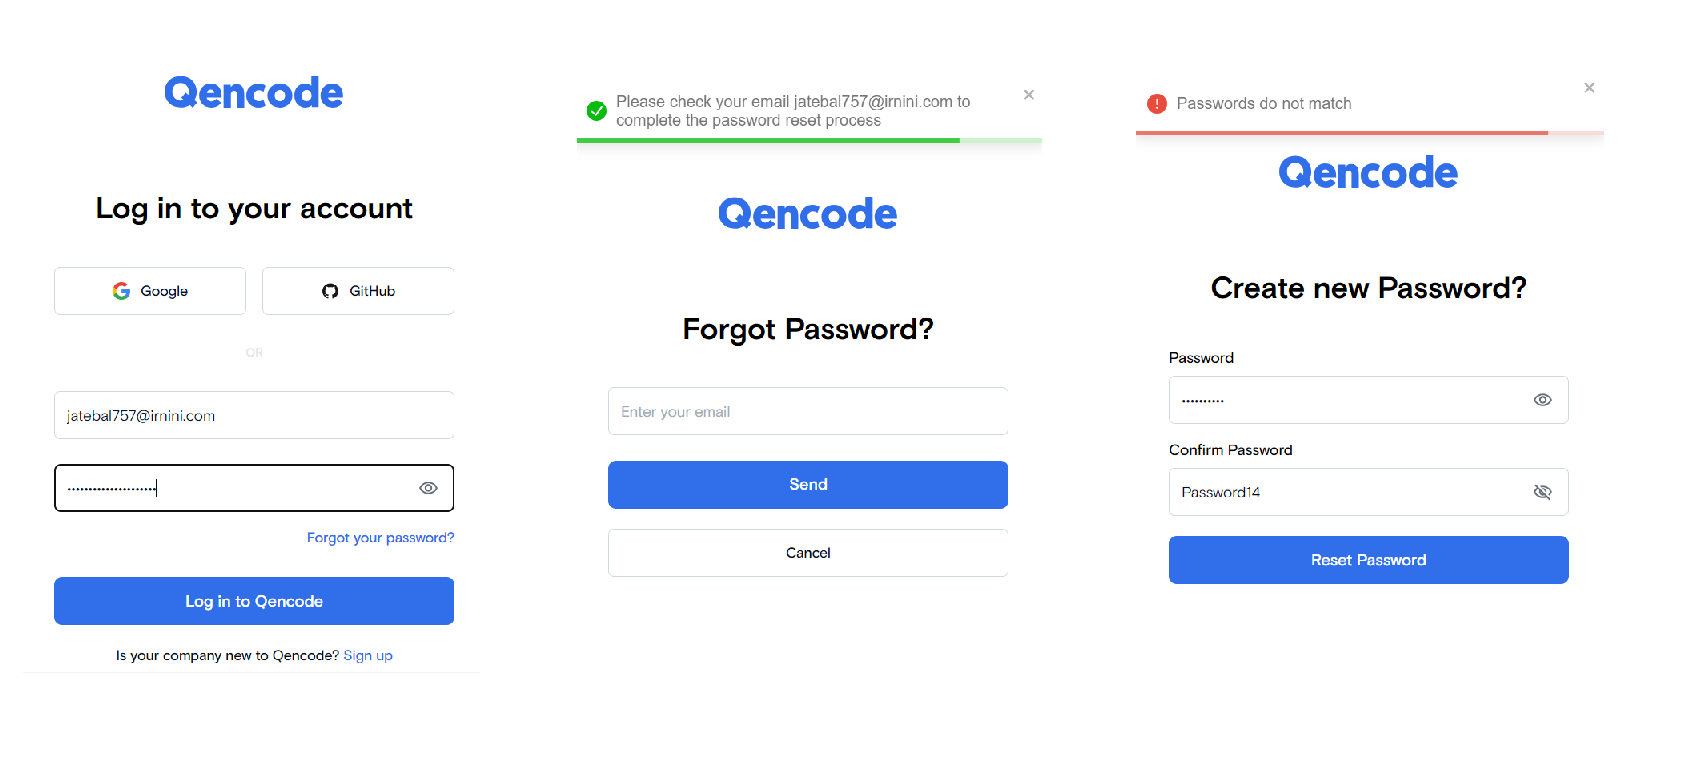 Qencode
Log in to your account
Google
GitHub
OR
jatebal757@irnini.com
Forgot your password?
Log in to Qencode
Is your company new to Qencode? Sign up
Please check your email jatebal757@irnini.com to
complete the password reset process
Qencode
Forgot Password?
Enter your email
Send
Cancel
Passwords do not match
Qencode
Create new Password?
Password
Confirm Password
Password14
Reset Password